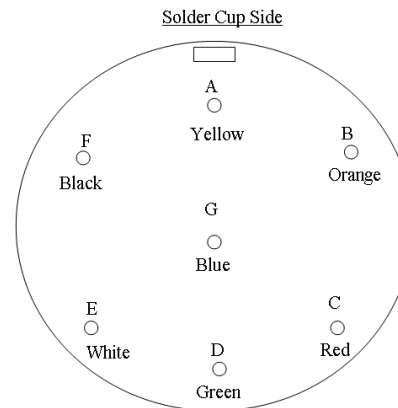 Solder Cup Side
A
Yellow
F
Black
B
Orange
G
Blue
E
White
C
Red
D
Green